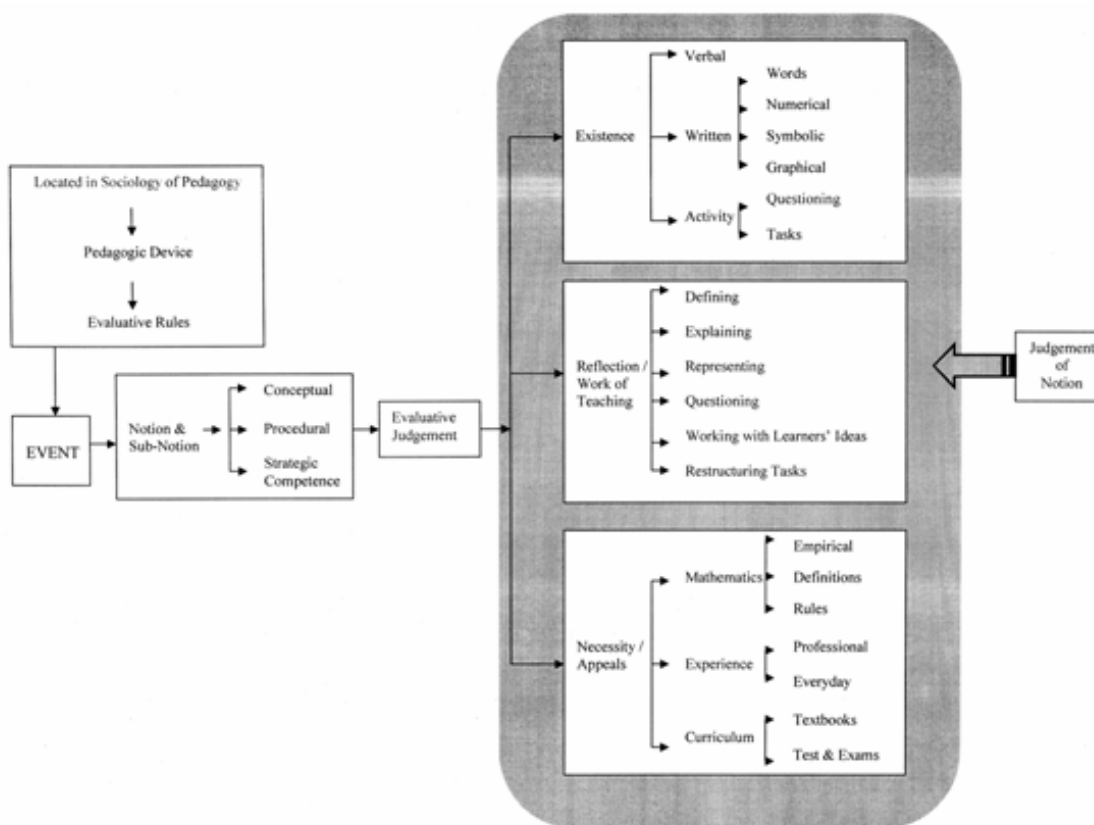 Located in Sociology of Pedagogy
Pedagogic Device
Evaluative Rules
EVENT
Notion &
Sub-Notion
Conceptual
Procedural
Strategic
Competence
Evaluative
Judgement
Existence
Verbal
Written
Words
Numerical
Symbolic
Graphical
Activity
Questioning
Tasks
Reflection /
Work of
Teaching
Defining
Explaining
Representing
Questioning
Working with Learners' Ideas
Restructuring Tasks
Necessity /
Appeals
Mathematics
Empirical
Definitions
Rules
Experience
Professional
Everyday
Curriculum
Textbooks
Test & Exams
Judgement
of
Notion